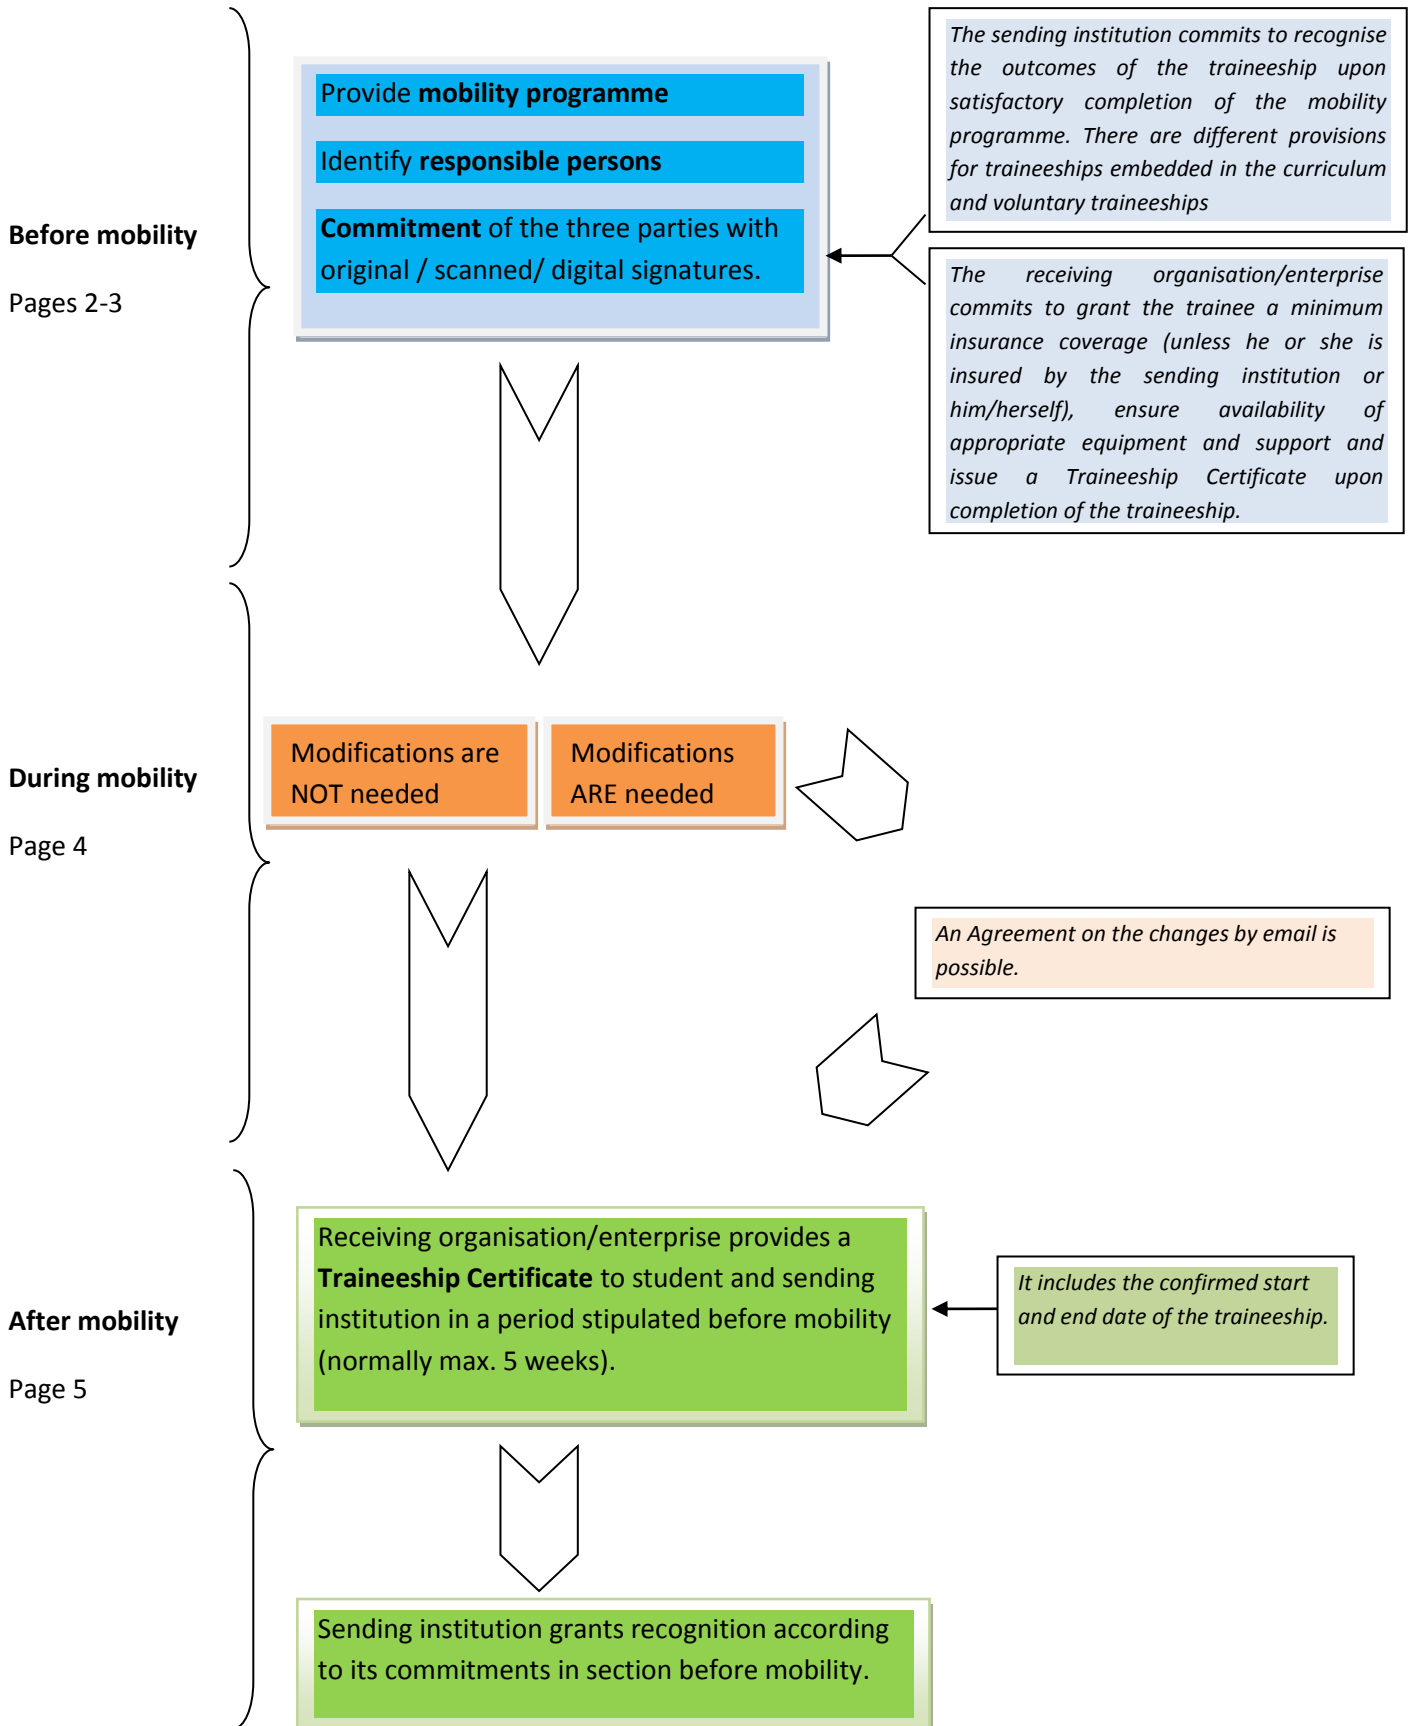 Before mobility
Pages 2-3
Provide mobility programme
Identify responsible persons
Commitment of the three parties with
original / scanned/ digital signatures.
The sending institution commits to recognise
the outcomes of the traineeship upon
satisfactory completion of the mobility
programme. There are different provisions
for traineeships embedded in the curriculum
and voluntary traineeships
The receiving organisation/enterprise
commits to grant the trainee a minimum
insurance coverage (unless he or she is
insured by the sending institution or
him/herself), ensure availability of
appropriate equipment and support and
issue a Traineeship Certificate upon
completion of the traineeship.
During mobility
Page 4
Modifications are
NOT needed
Modifications
ARE needed
An Agreement on the changes by email is
possible.
After mobility
Page 5
Receiving organisation/enterprise provides a
Traineeship Certificate to student and sending
institution in a period stipulated before mobility
(normally max. 5 weeks).
It includes the confirmed start
and end date of the traineeship.
Sending institution grants recognition according
to its commitments in section before mobility.